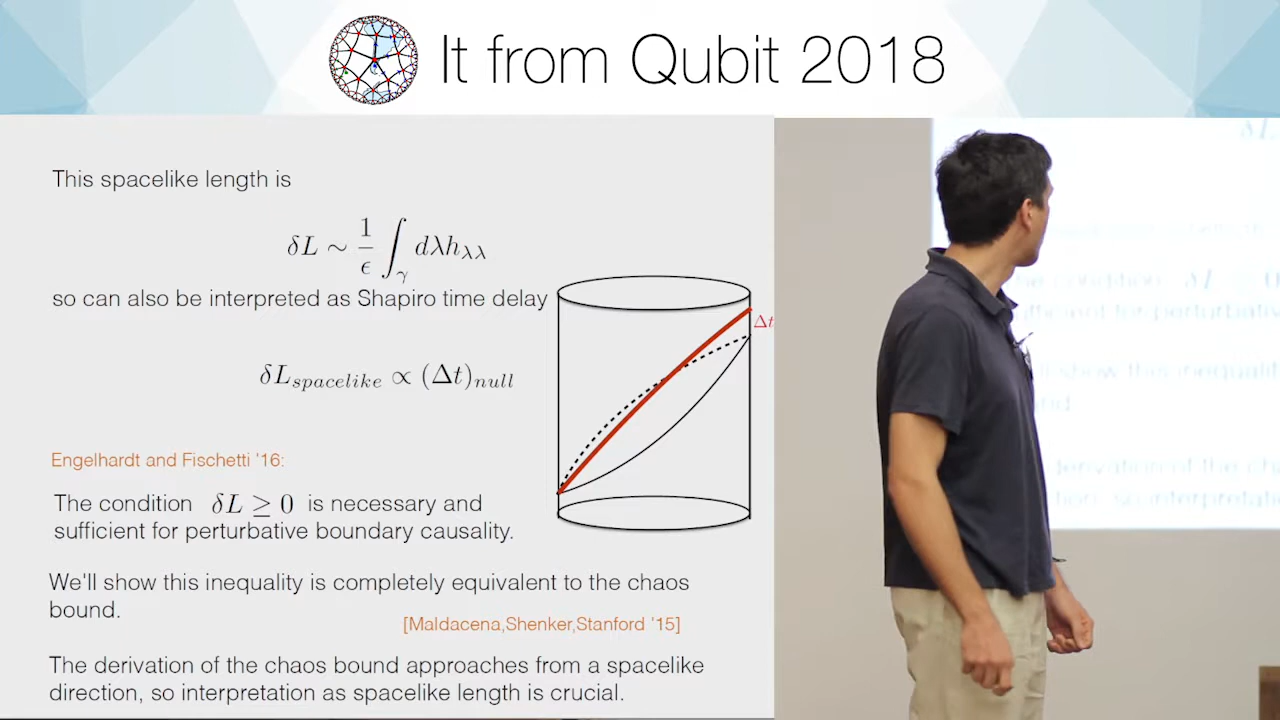 It from Qubit 2018
This spacelike length is
δL ∼ 1/ϵ ∫_γ dλh_λλ
so can also be interpreted as Shapiro time delay
Δt
δL_spacelike ∝ (Δt)_null
Engelhardt and Fischetti '16:
The condition δL ≥ 0 is necessary and
sufficient for perturbative boundary causality.
We'll show this inequality is completely equivalent to the chaos
bound.
[Maldacena,Shenker,Stanford '15]
The derivation of the chaos bound approaches from a spacelike
direction, so interpretation as spacelike length is crucial.